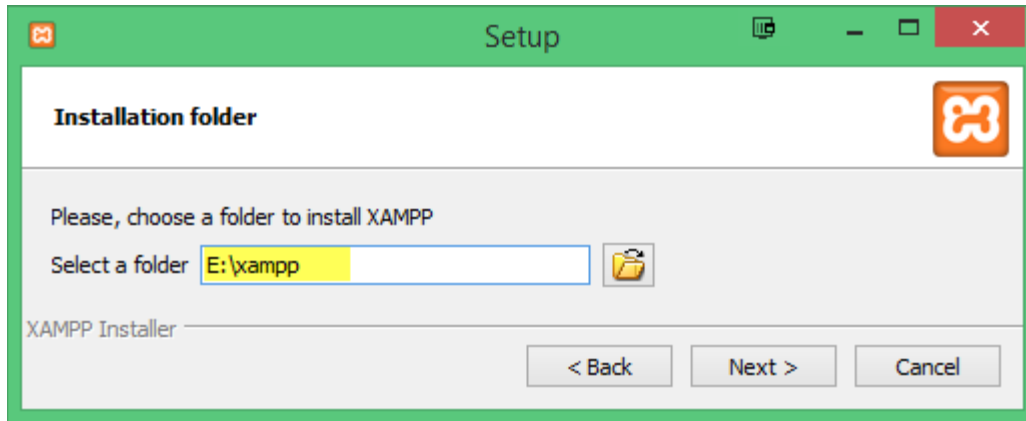 Setup
Installation folder
Please, choose a folder to install XAMPP
Select a folder E:\xampp
XAMPP Installer
< Back Next > Cancel